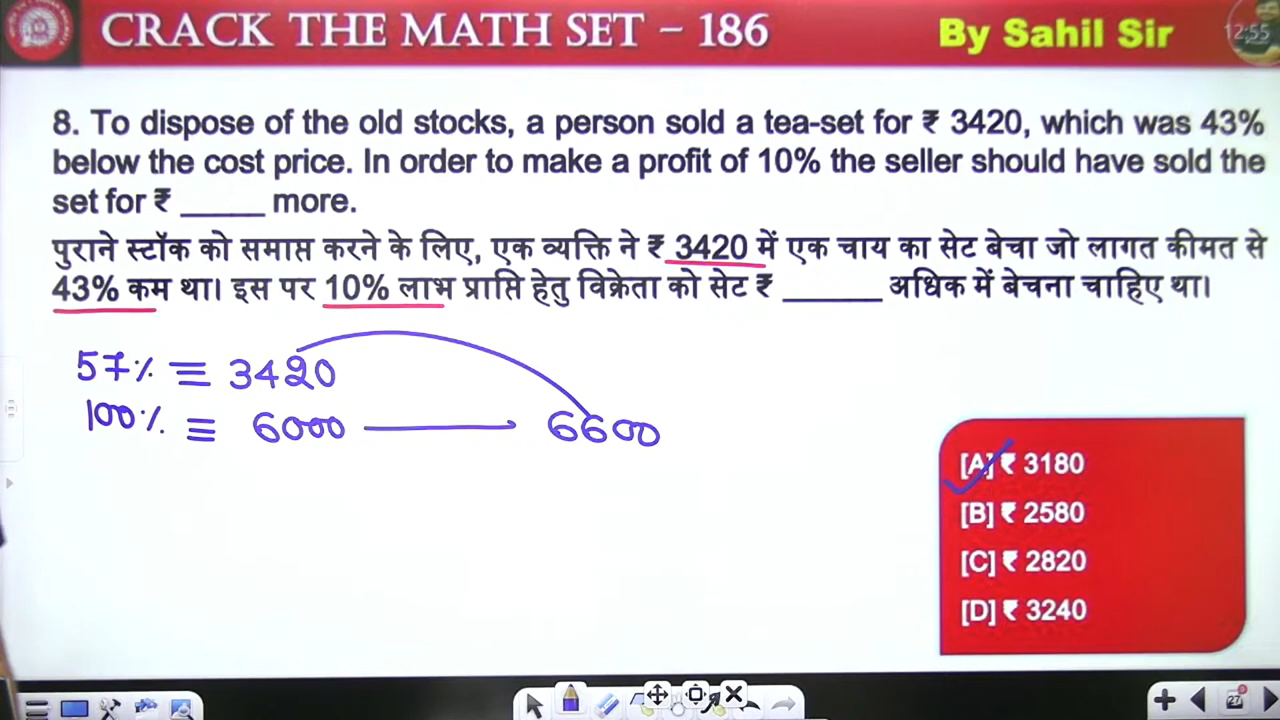 CRACK THE MATH SET – 186
By Sahil Sir
12:55
8. To dispose of the old stocks, a person sold a tea-set for ₹ 3420, which was 43%
below the cost price. In order to make a profit of 10% the seller should have sold the
set for ₹ _____ more.
पुराने स्टॉक को समाप्त करने के लिए, एक व्यक्ति ने ₹ 3420 में एक चाय का सेट बेचा जो लागत कीमत से
43% कम था। इस पर 10% लाभ प्राप्ति हेतु विक्रेता को सेट ₹ ______ अधिक में बेचना चाहिए था।
57% ≡ 3420
100% ≡ 6000 6600
[A] ₹ 3180
[B] ₹ 2580
[C] ₹ 2820
[D] ₹ 3240
27